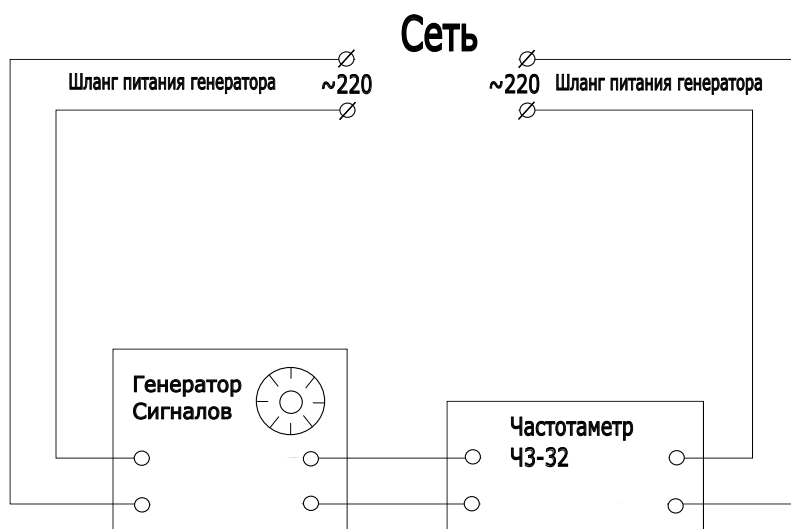 Сеть
Шланг питания генератора
~220
~220
Шланг питания генератора
Генератор
Сигналов
Частотаметр
Ч3-32